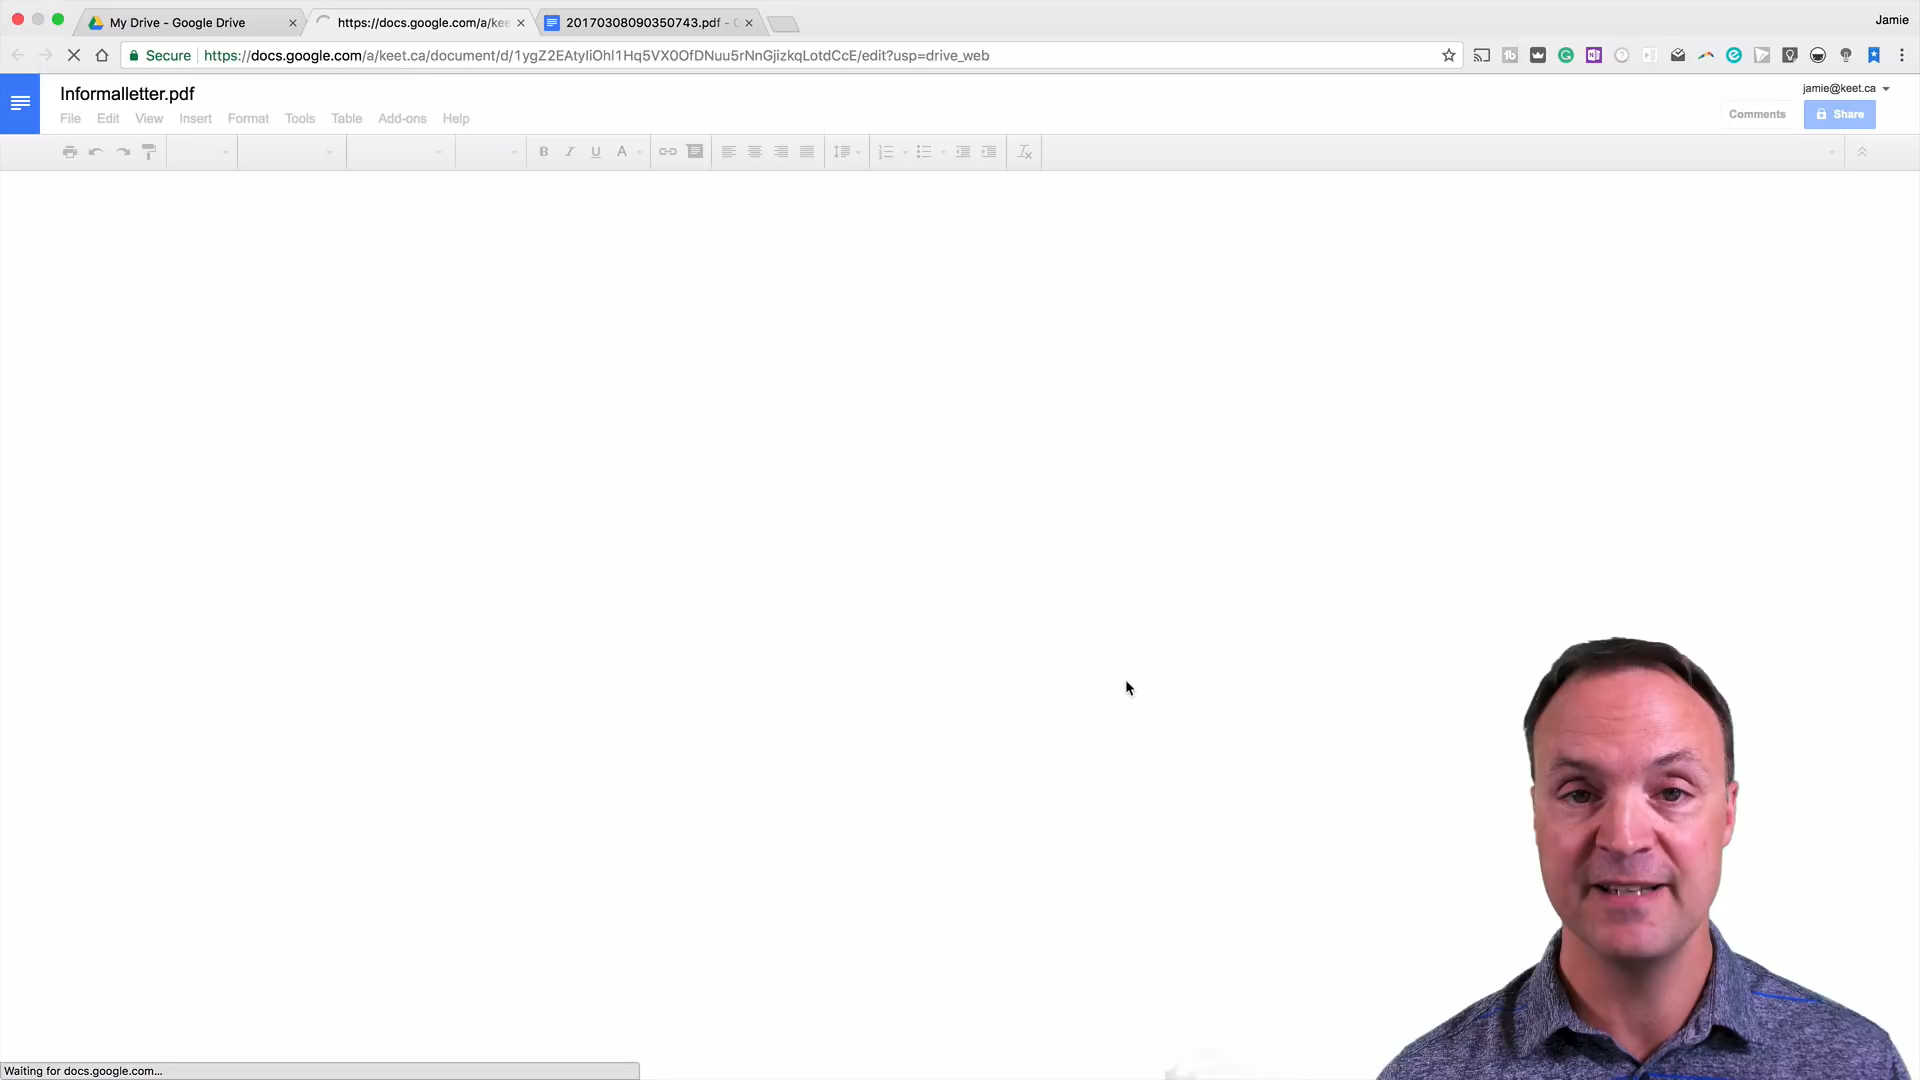 My Drive - Google Drive
https://docs.google.com/a/kee
20170308090350743.pdf -
Jamie
Secure https://docs.google.com/a/keet.ca/document/d/1ygZ2EAtyIiOhl1Hq5VX0OfDNuu5rNnGjizkqLotdCcE/edit?usp=drive_web
Informalletter.pdf
jamie@keet.ca
File Edit View Insert Format Tools Table Add-ons Help
Comments
Share
B I U A
Waiting for docs.google.com...